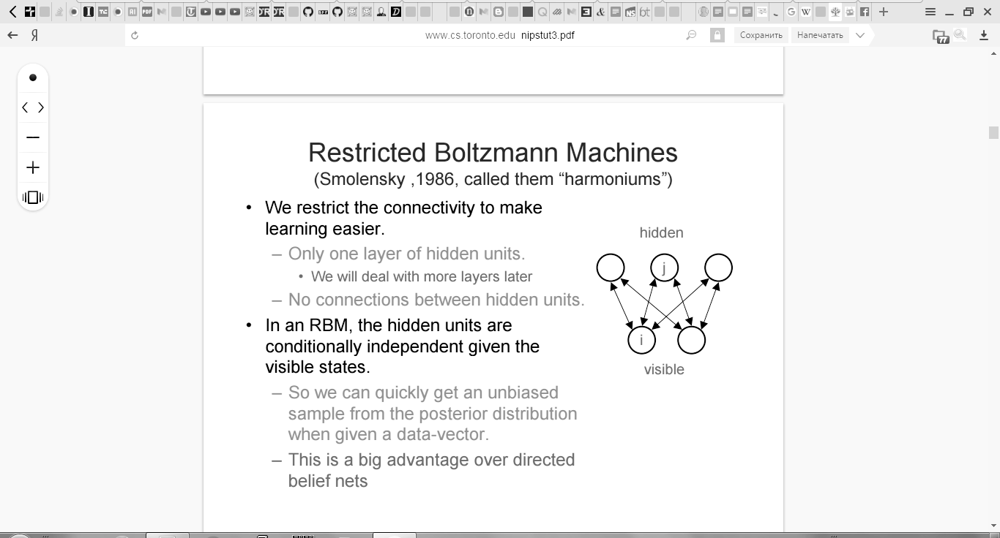 Я
www.cs.toronto.edu nipstut3.pdf
Сохранить
Напечатать
77
Restricted Boltzmann Machines
(Smolensky ,1986, called them “harmoniums”)
• We restrict the connectivity to make
learning easier.
– Only one layer of hidden units.
• We will deal with more layers later
– No connections between hidden units.
• In an RBM, the hidden units are
conditionally independent given the
visible states.
– So we can quickly get an unbiased
sample from the posterior distribution
when given a data-vector.
– This is a big advantage over directed
belief nets
hidden
j
i
visible